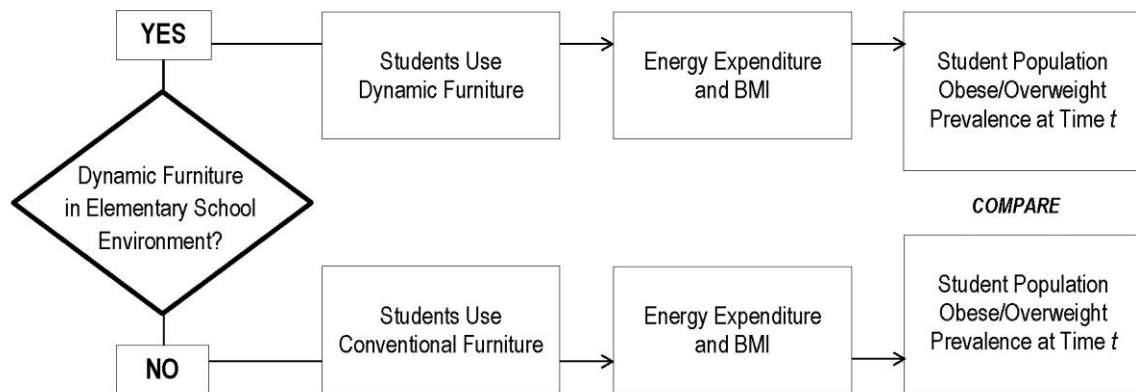 YES
Students Use
Dynamic Furniture
Energy Expenditure
and BMI
Student Population
Obese/Overweight
Prevalence at Time t
Dynamic Furniture
in Elementary School
Environment?
COMPARE
NO
Students Use
Conventional Furniture
Energy Expenditure
and BMI
Student Population
Obese/Overweight
Prevalence at Time t